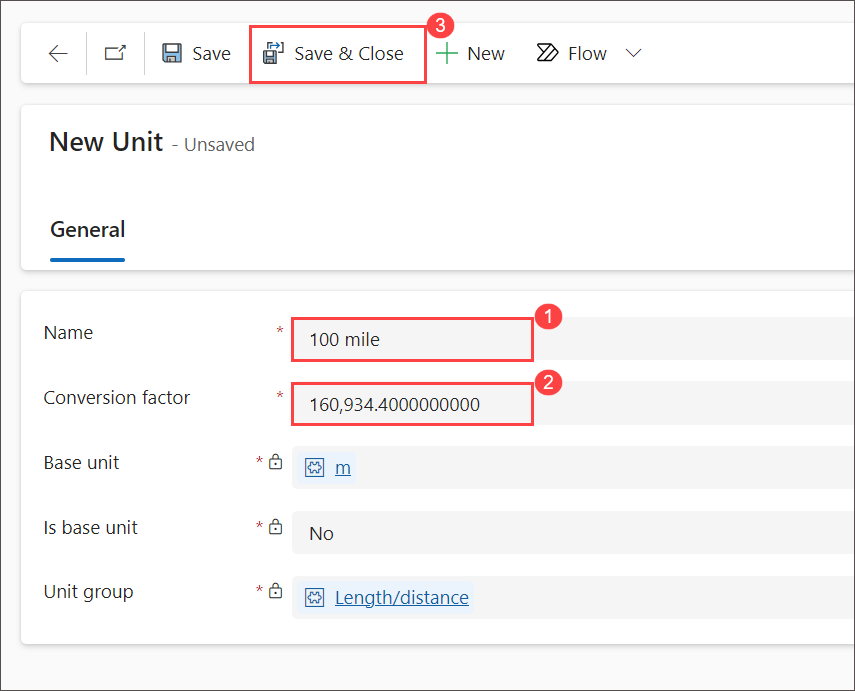 Save
Save & Close
3
New
Flow
New Unit - Unsaved
General
Name * 100 mile 1
Conversion factor * 160,934.4000000000 2
Base unit * m
Is base unit * No
Unit group * Length/distance